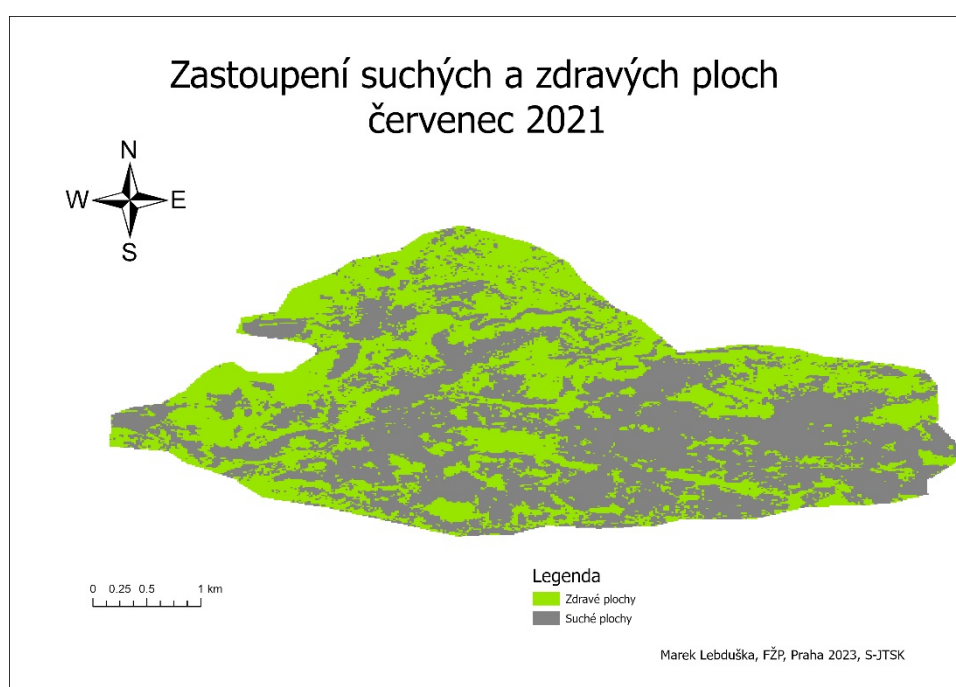 Zastoupení suchých a zdravých ploch
červenec 2021
N
W E
S
0 0.25 0.5 1 km
Legenda
Zdravé plochy
Suché plochy
Marek Lebduška, FŽP, Praha 2023, S-JTSK